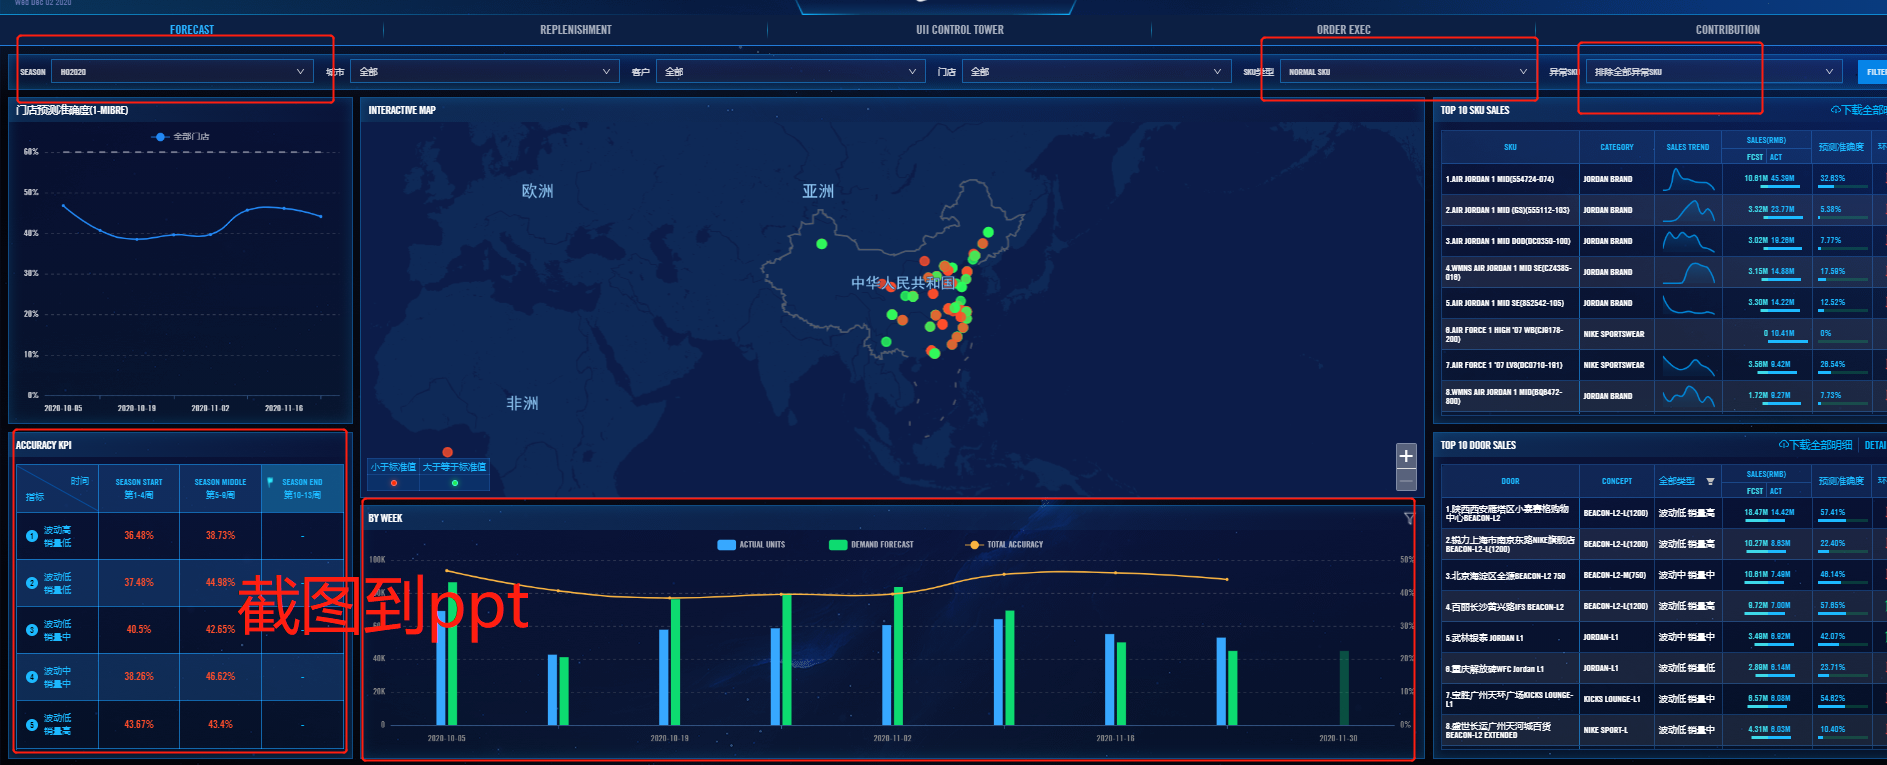 Wed Dec 02 2020
FORECAST
REPLENISHMENT
UII CONTROL TOWER
ORDER EXEC
CONTRIBUTION
SEASON HO2020
城市 全部
客户 全部
门店 全部
SKU类型 NORMAL SKU
异常SKU 排除全部异常SKU
FILTE
门店预测准确度(1-MIBRE)
全部门店
60%
50%
40%
30%
20%
10%
0%
2020-10-05 2020-10-19 2020-11-02 2020-11-16
ACCURACY KPI
时间
指标
SEASON START
第1-4周
SEASON MIDDLE
第5-9周
SEASON END
第10-13周
1 波动高
销量低
36.48% 38.73% -
2 波动低
销量低
37.48% 44.98% -
3 波动低
销量中
40.5% 42.65% -
4 波动中
销量中
38.26% 46.62% -
5 波动低
销量高
43.67% 43.4% -
截图到ppt
INTERACTIVE MAP
欧洲
亚洲
中华人民共和国
非洲
小于标准值 大于等于标准值
+
BY WEEK
ACTUAL UNITS DEMAND FORECAST TOTAL ACCURACY
100K 50%
40%
30%
40K 20%
20K 10%
0 0%
2020-10-05 2020-10-19 2020-11-02 2020-11-16 2020-11-30
TOP 10 SKU SALES
下载全部明
SKU CATEGORY SALES TREND SALES(RMB) 预测准确度 环
FCST ACT
1.AIR JORDAN 1 MID(554724-074) JORDAN BRAND 10.61M 45.39M 32.83%
2.AIR JORDAN 1 MID (GS)(555112-103) JORDAN BRAND 3.32M 23.77M 5.38%
3.AIR JORDAN 1 MID DOD(DC0350-100) JORDAN BRAND 3.02M 19.26M 7.77%
4.WMNS AIR JORDAN 1 MID SE(CZ4385-
016) JORDAN BRAND 3.15M 14.88M 17.59%
5.AIR JORDAN 1 MID SE(852542-105) JORDAN BRAND 3.30M 14.22M 12.52%
6.AIR FORCE 1 HIGH '07 WB(CJ9178-
200) NIKE SPORTSWEAR 0 10.41M 0%
7.AIR FORCE 1 '07 LV8(DC0710-191) NIKE SPORTSWEAR 3.56M 9.42M 26.54%
8.WMNS AIR JORDAN 1 MID(BQ6472-
800) JORDAN BRAND 1.72M 9.27M 7.73%
TOP 10 DOOR SALES
下载全部明细 DETAI
DOOR CONCEPT 全部类型 SALES(RMB) 预测准确度 环
FCST ACT
1.陕西西安雁塔区小寨赛格购物
中心BEACON-L2 BEACON-L2-L(1200) 波动低 销量高 18.47M 14.42M 57.41%
2.锐力上海市南京东路NIKE旗舰店
BEACON-L2-L(1200) BEACON-L2-L(1200) 波动低 销量高 10.27M 8.83M 22.40%
3.北京海淀区全源BEACON-L2 750 BEACON-L2-M(750) 波动中 销量中 10.81M 7.49M 46.14%
4.百丽长沙黄兴路IFS BEACON-L2 BEACON-L2-L(1200) 波动低 销量高 9.72M 7.00M 57.65%
5.武林银泰 JORDAN L1 JORDAN-L1 波动中 销量中 3.49M 6.92M 42.07%
6.重庆解放碑WFC Jordan L1 JORDAN-L1 波动低 销量低 2.89M 6.14M 23.71%
7.宝胜广州天环广场KICKS LOUNGE-
L1 KICKS LOUNGE-L1 波动低 销量中 6.57M 6.08M 54.62%
8.盛世长运广州天河城百货
BEACON-L2 EXTENDED NIKE SPORT-L 波动低 销量中 4.31M 6.03M 10.40%